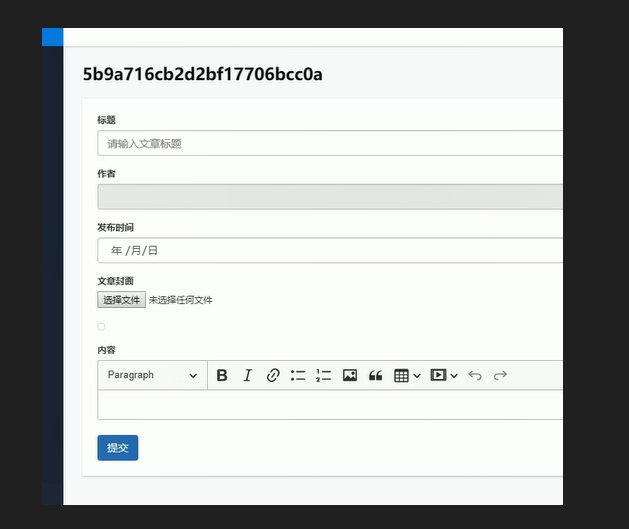 5b9a716cb2d2bf17706bcc0a
标题
请输入文章标题
作者
发布时间
年 /月/日
文章封面
选择文件 未选择任何文件
内容
Paragraph
提交